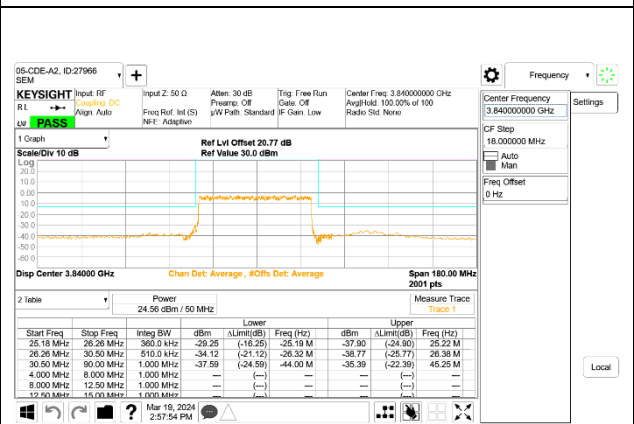 05-CDE-A2, ID:27966
SEM
Frequency
KEYSIGHT
Input: RF
Coupling: DC
Align: Auto
Input Z: 50 Ω
Freq Ref: Int (S)
NFE: Adaptive
Atten: 30 dB
Preamp: Off
µW Path: Standard
Trig: Free Run
Gate: Off
IF Gain: Low
Center Freq: 3.840000000 GHz
Avg|Hold: 100.00% of 100
Radio Std: None
R L
PASS
Center Frequency
3.840000000 GHz
Settings
CF Step
18.000000 MHz
Auto
Man
Freq Offset
0 Hz
1 Graph
Scale/Div 10 dB
Ref Lvl Offset 20.77 dB
Ref Value 30.0 dBm
Log
20.0
10.0
0.00
-10.0
-20.0
-30.0
-40.0
-50.0
-60.0
Disp Center 3.84000 GHz
Chan Det: Average , #Offs Det: Average
Span 180.00 MHz
2001 pts
2 Table
Power
24.56 dBm / 50 MHz
Measure Trace
Trace 1
Lower Upper
Start Freq Stop Freq Integ BW dBm ΔLimit(dB) Freq (Hz) dBm ΔLimit(dB) Freq (Hz)
25.18 MHz 26.26 MHz 360.0 kHz -29.25 (-16.25) -25.19 M -37.90 (-24.90) 25.22 M
26.26 MHz 30.50 MHz 510.0 kHz -34.12 (-21.12) -26.32 M -38.77 (-25.77) 26.38 M
30.50 MHz 90.00 MHz 1.000 MHz -37.59 (-24.59) -44.00 M -35.39 (-22.39) 45.25 M
4.000 MHz 8.000 MHz 1.000 MHz --- (---) --- --- (---) ---
8.000 MHz 12.50 MHz 1.000 MHz --- (---) --- --- (---) ---
12.50 MHz 15.00 MHz 1.000 MHz --- (---) --- --- (---) ---
Local
Mar 19, 2024
2:57:54 PM